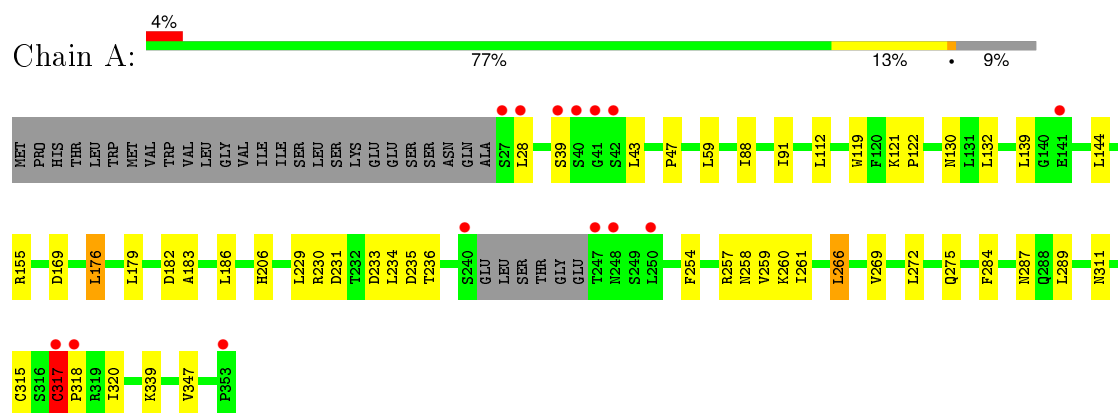 4%
Chain A:
77% 13% • 9%
MET PRO HIS THR LEU TRP MET VAL TRP VAL LEU GLY VAL ILE ILE SER LEU SER LYS GLU GLU SER SER ASN GLN ALA S27 L28 S39 S40 G41 S42 L43 P47 L59 I88 I91 L112 W119 F120 K121 P122 N130 L131 L132 L139 G140 E141 L144
R155 D169 L176 L179 D182 A183 L186 H206 L229 R230 D231 T232 D233 L234 D235 T236 S240 GLU LEU SER THR GLY GLU T247 N248 S249 L250 F254 R257 N258 V259 K260 I261 L266 V269 L272 Q275 F284 N287 Q288 L289 N311
C315 S316 C317 P318 R319 I320 K339 V347 P353